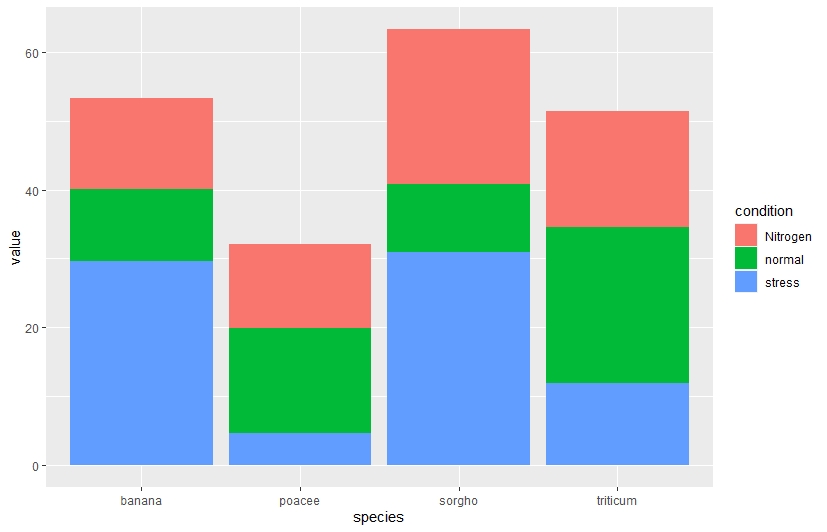 value
60
40
20
0
banana poacee sorgho triticum
species
condition
Nitrogen
normal
stress